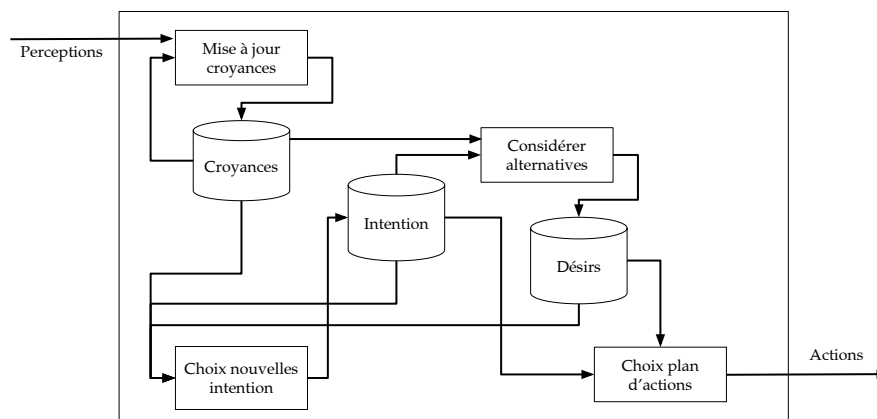 Perceptions
Mise à jour
croyances
Croyances
Considérer
alternatives
Intention
Désirs
Choix nouvelles
intention
Choix plan
d'actions
Actions